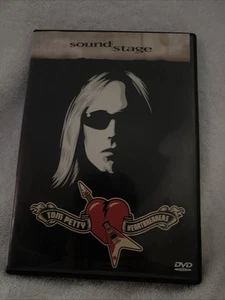 sound stage
TOM PETTY HEARTBREAKERS
DVD